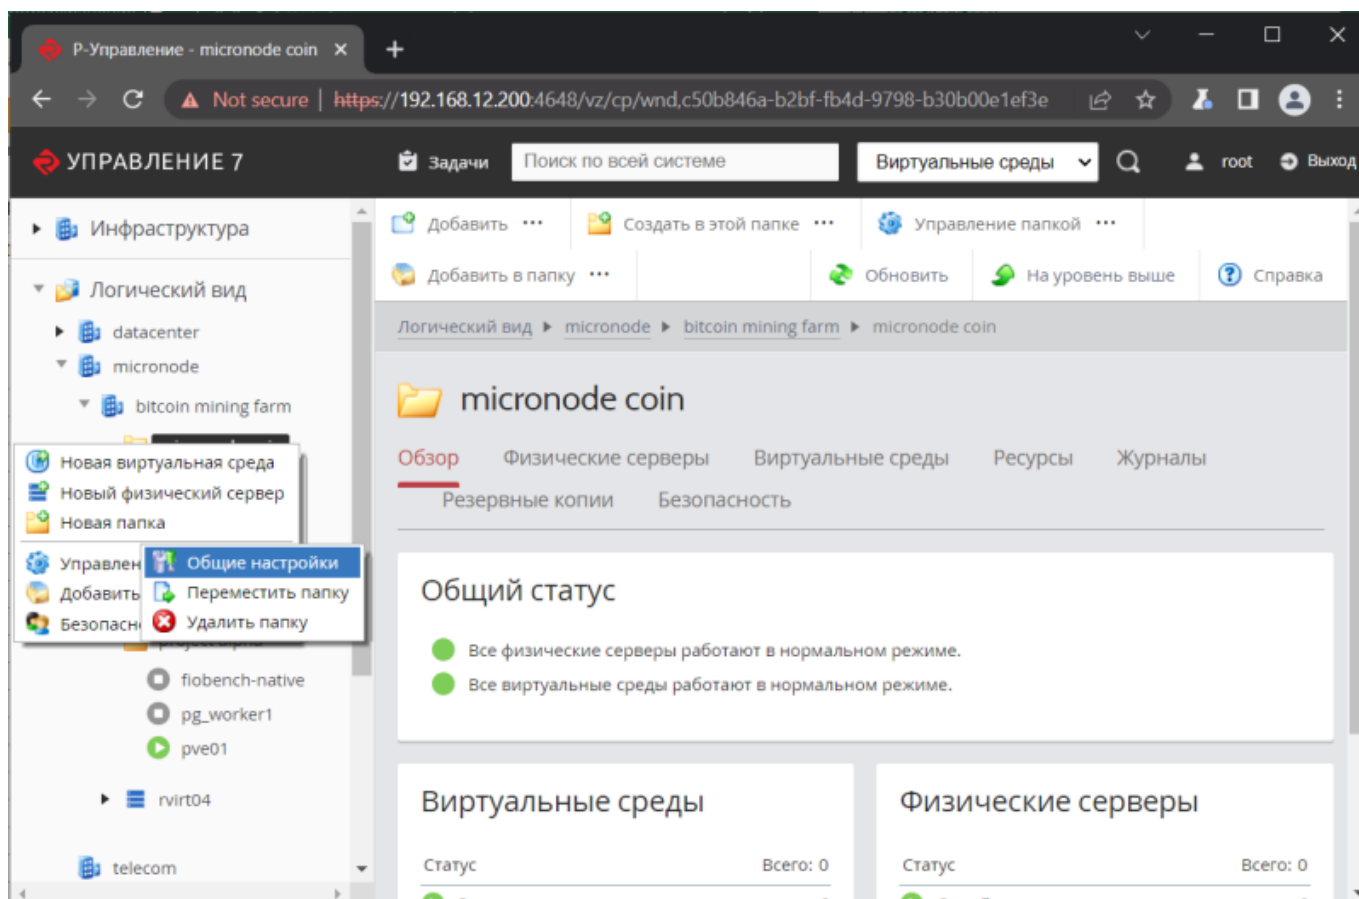 Р-Управление - micronode coin
Not secure | https://192.168.12.200:4648/vz/cp/wnd,c50b846a-b2bf-fb4d-9798-b30b00e1ef3e
УПРАВЛЕНИЕ 7
Задачи
Поиск по всей системе
Виртуальные среды
root
Выход
Инфраструктура
Логический вид
datacenter
micronode
bitcoin mining farm
Новая виртуальная среда
Новый физический сервер
Новая папка
Управлен
Добавить
Безопасн
Общие настройки
Переместить папку
Удалить папку
fiobench-native
pg_worker1
pve01
rvirt04
telecom
Добавить ...
Создать в этой папке ...
Управление папкой ...
Добавить в папку ...
Обновить
На уровень выше
Справка
Логический вид micronode bitcoin mining farm micronode coin
micronode coin
Обзор Физические серверы Виртуальные среды Ресурсы Журналы
Резервные копии Безопасность
Общий статус
Все физические серверы работают в нормальном режиме.
Все виртуальные среды работают в нормальном режиме.
Виртуальные среды
Статус Всего: 0
Физические серверы
Статус Всего: 0